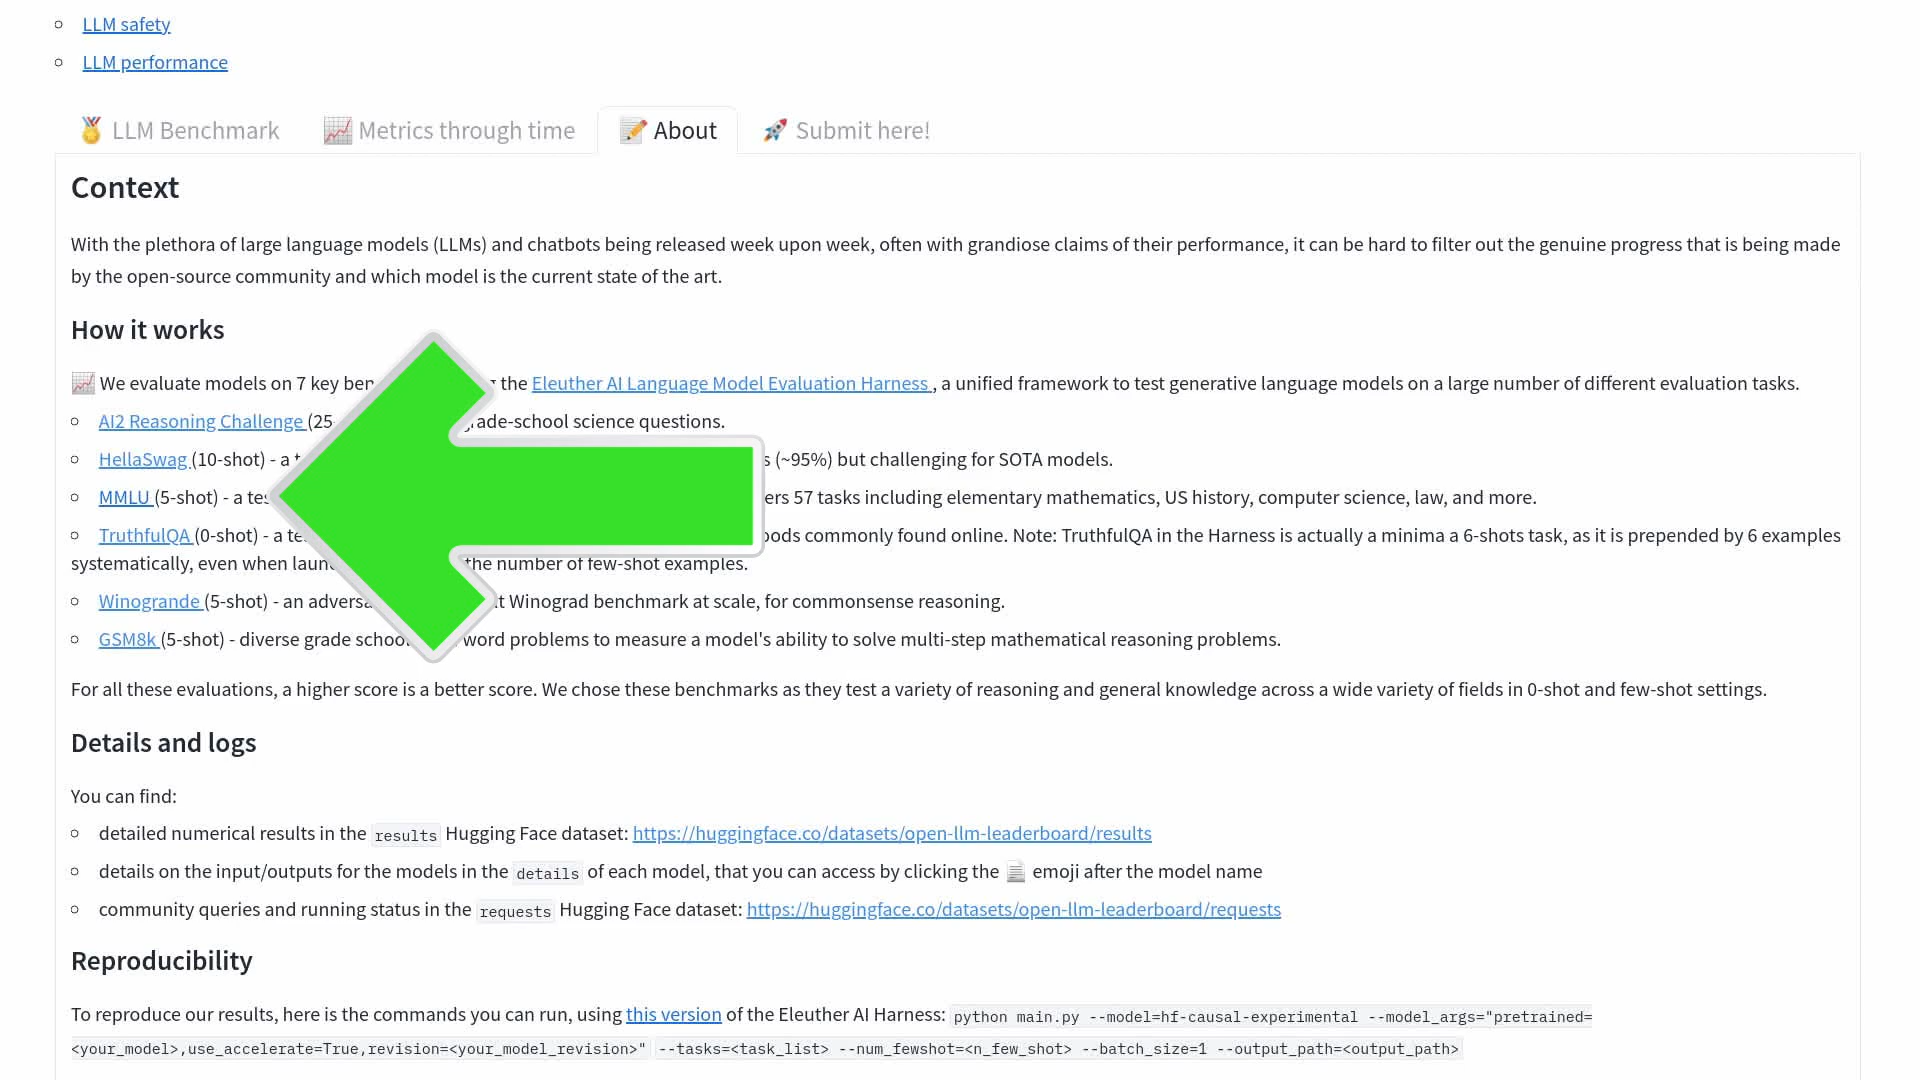 LLM safety
LLM performance
LLM Benchmark Metrics through time About Submit here!
Context
With the plethora of large language models (LLMs) and chatbots being released week upon week, often with grandiose claims of their performance, it can be hard to filter out the genuine progress that is being made
by the open-source community and which model is the current state of the art.
How it works
We evaluate models on 7 key the Eleuther AI Language Model Evaluation Harness , a unified framework to test generative language models on a large number of different evaluation tasks.
AI2 Reasoning Challenge (25- grade-school science questions.
HellaSwag (10-shot) - a (~95%) but challenging for SOTA models.
MMLU (5-shot) - a 57 tasks including elementary mathematics, US history, computer science, law, and more.
TruthfulQA (0-shot) - a commonly found online. Note: TruthfulQA in the Harness is actually a minima a 6-shots task, as it is prepended by 6 examples
systematically, even when the number of few-shot examples.
Winogrande (5-shot) - an Winograd benchmark at scale, for commonsense reasoning.
GSM8k (5-shot) - diverse grade school word problems to measure a model's ability to solve multi-step mathematical reasoning problems.
For all these evaluations, a higher score is a better score. We chose these benchmarks as they test a variety of reasoning and general knowledge across a wide variety of fields in 0-shot and few-shot settings.
Details and logs
You can find:
detailed numerical results in the results Hugging Face dataset: https://huggingface.co/datasets/open-llm-leaderboard/results
details on the input/outputs for the models in the details of each model, that you can access by clicking the emoji after the model name
community queries and running status in the requests Hugging Face dataset: https://huggingface.co/datasets/open-llm-leaderboard/requests
Reproducibility
To reproduce our results, here is the commands you can run, using this version of the Eleuther AI Harness: python main.py --model=hf-causal-experimental --model_args="pretrained=
<your_model>,use_accelerate=True,revision=<your_model_revision>" --tasks=<task_list> --num_fewshot=<n_few_shot> --batch_size=1 --output_path=<output_path>